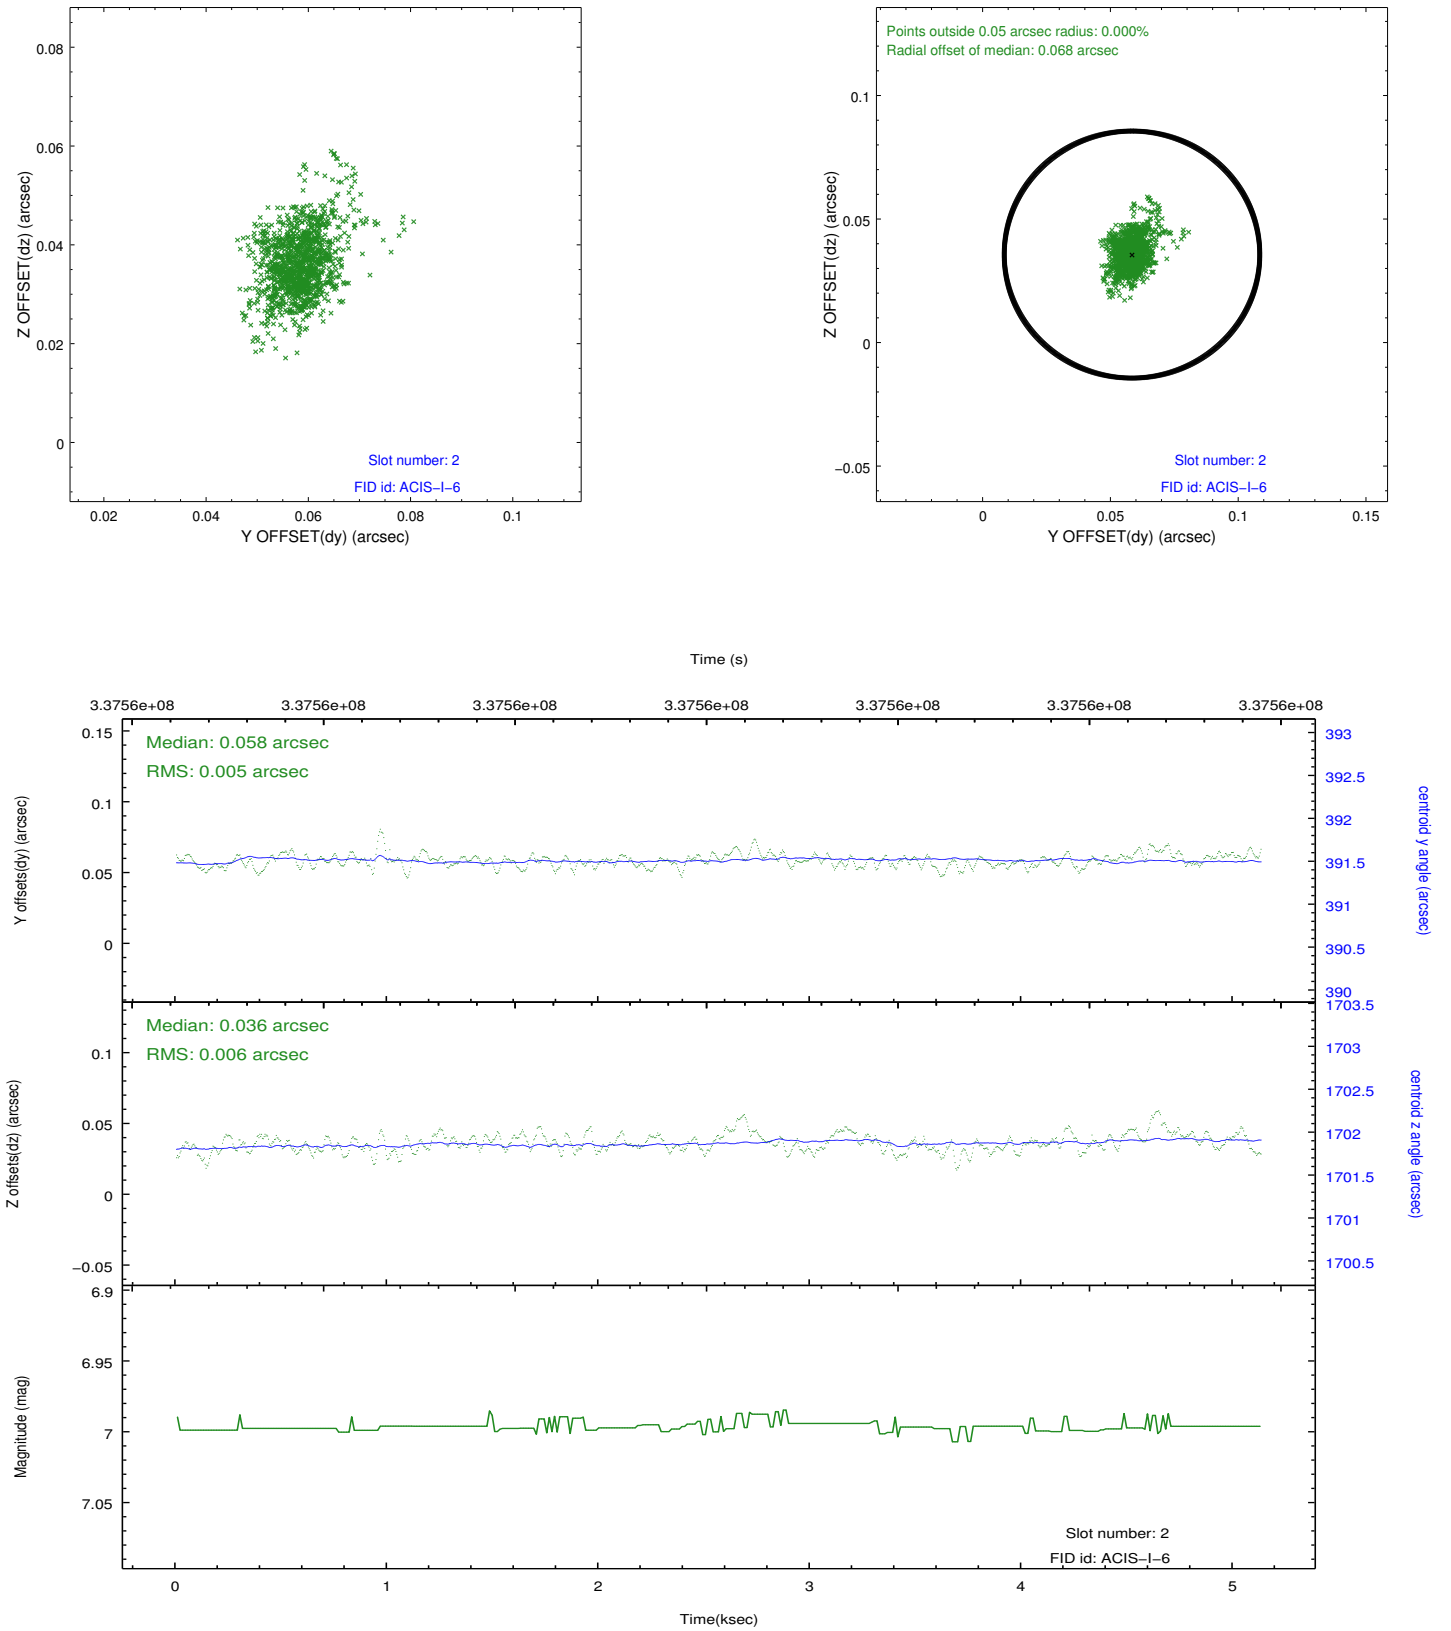 0.08
0.06
0.04
0.02
0
Z OFFSET(dz) (arcsec)
Slot number: 2
FID id: ACIS−I−6
0.02 0.04 0.06 0.08 0.1
Y OFFSET(dy) (arcsec)
Points outside 0.05 arcsec radius: 0.000%
Radial offset of median: 0.068 arcsec
0.1
0.05
0
−0.05
Z OFFSET(dz) (arcsec)
Slot number: 2
FID id: ACIS−I−6
0 0.05 0.1 0.15
Y OFFSET(dy) (arcsec)
Time (s)
3.3756e+08 3.3756e+08 3.3756e+08 3.3756e+08 3.3756e+08 3.3756e+08 3.3756e+08
Median: 0.058 arcsec
RMS: 0.005 arcsec
0.15
0.1
0.05
0
Y offsets(dy) (arcsec)
393
392.5
392
391.5
391
390.5
390
centroid y angle (arcsec)
Median: 0.036 arcsec
RMS: 0.006 arcsec
0.1
0.05
0
−0.05
Z offsets(dz) (arcsec)
1703.5
1703
1702.5
1702
1701.5
1701
1700.5
centroid z angle (arcsec)
6.9
6.95
7
7.05
Magnitude (mag)
Slot number: 2
FID id: ACIS−I−6
0 1 2 3 4 5
Time(ksec)